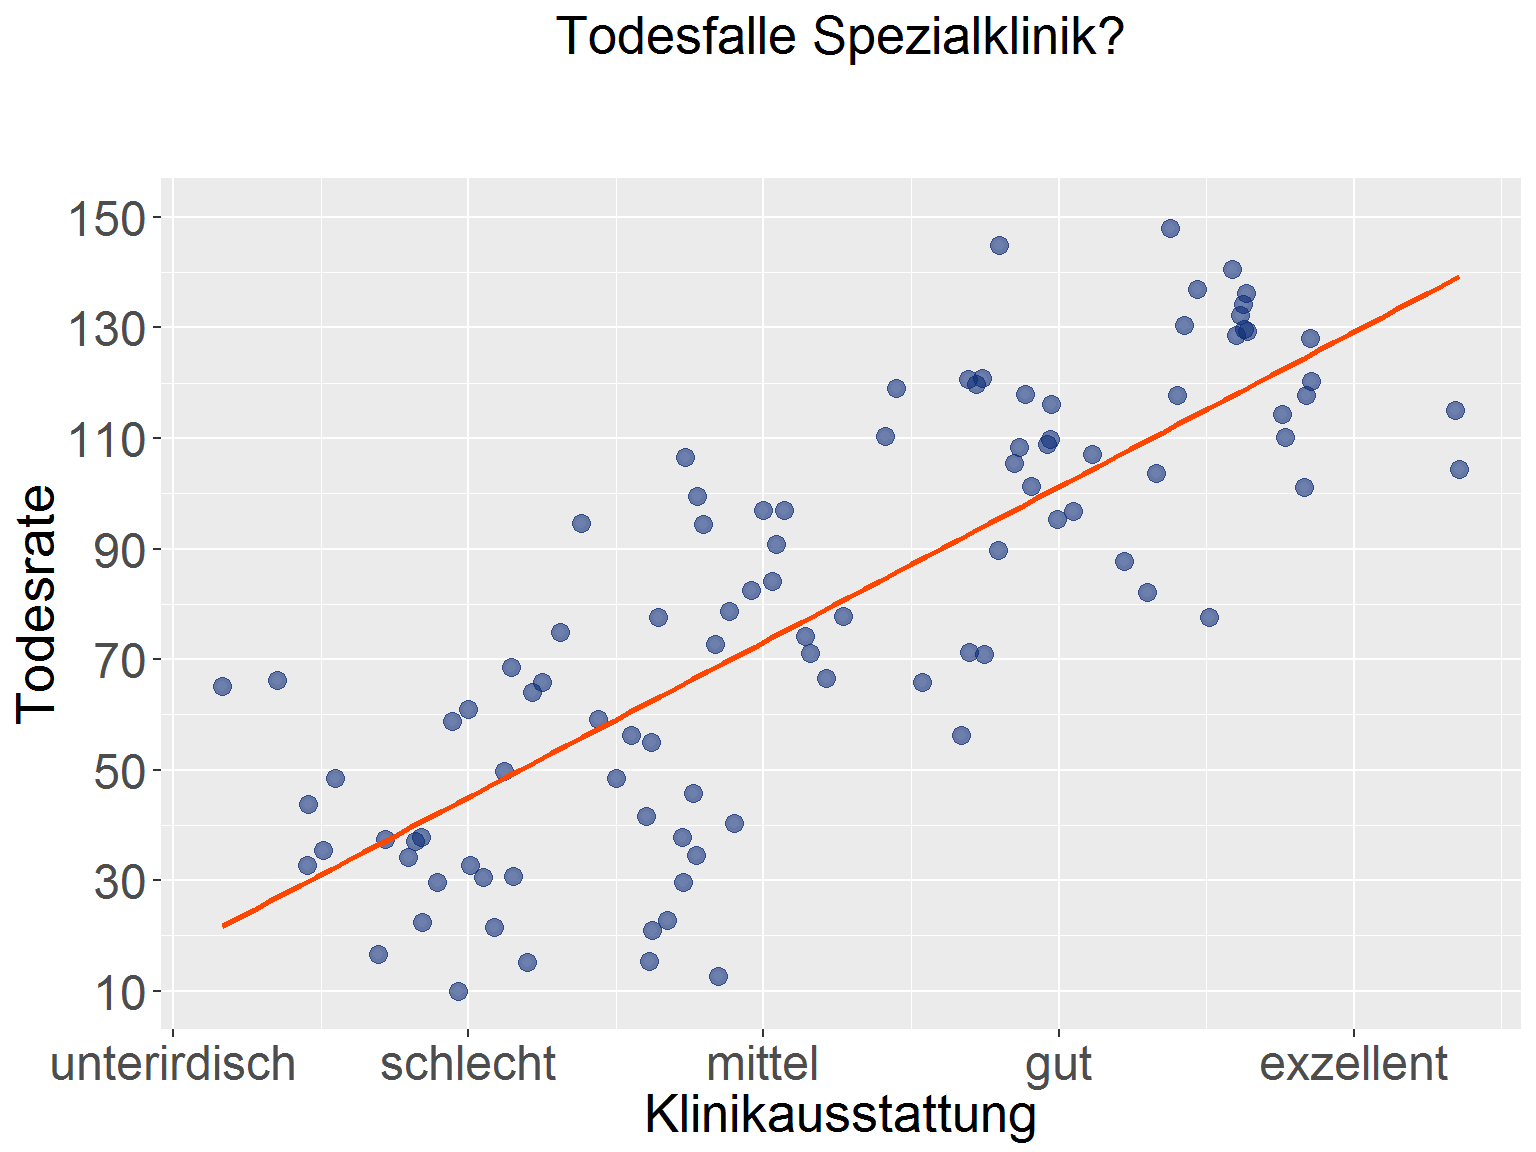 Todesfalle Spezialklinik?
150
130
110
90
70
50
30
10
Todesrate
unterirdisch schlecht mittel gut exzellent
Klinikausstattung